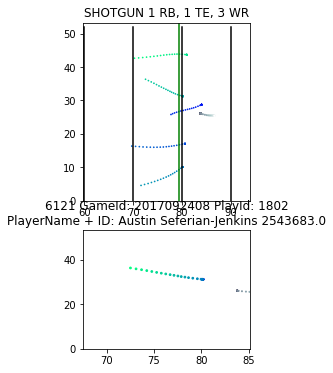 SHOTGUN 1 RB, 1 TE, 3 WR
50
40
30
20
10
0
60 70 80 90
6121 GameId: 2017092408 PlayId: 1802
PlayerName + ID: Austin Seferian-Jenkins 2543683.0
40
20
0
70 75 80 85